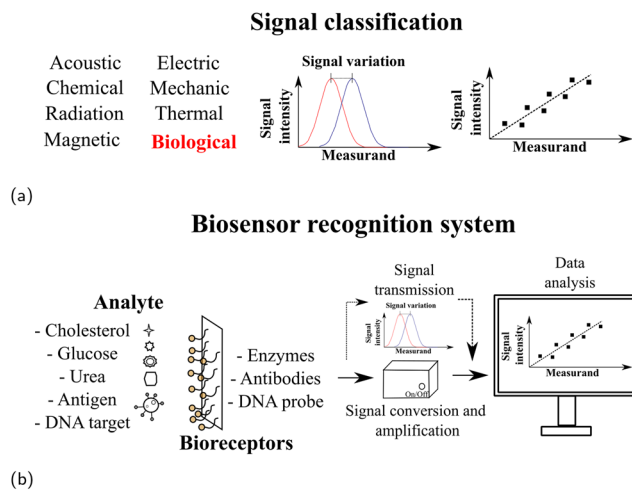 Signal classification
Acoustic Electric
Chemical Mechanic
Radiation Thermal
Magnetic Biological
Signal variation
Signal
intensity
Measurand
Signal
intensity
Measurand
(a)
Biosensor recognition system
Analyte
- Cholesterol
- Glucose
- Urea
- Antigen
- DNA target
Bioreceptors
- Enzymes
- Antibodies
- DNA probe
Signal
transmission
Signal variation
Signal
intensity
Measurand
On/Off
Signal conversion and
amplification
Data
analysis
Signal
intensity
Measurand
(b)